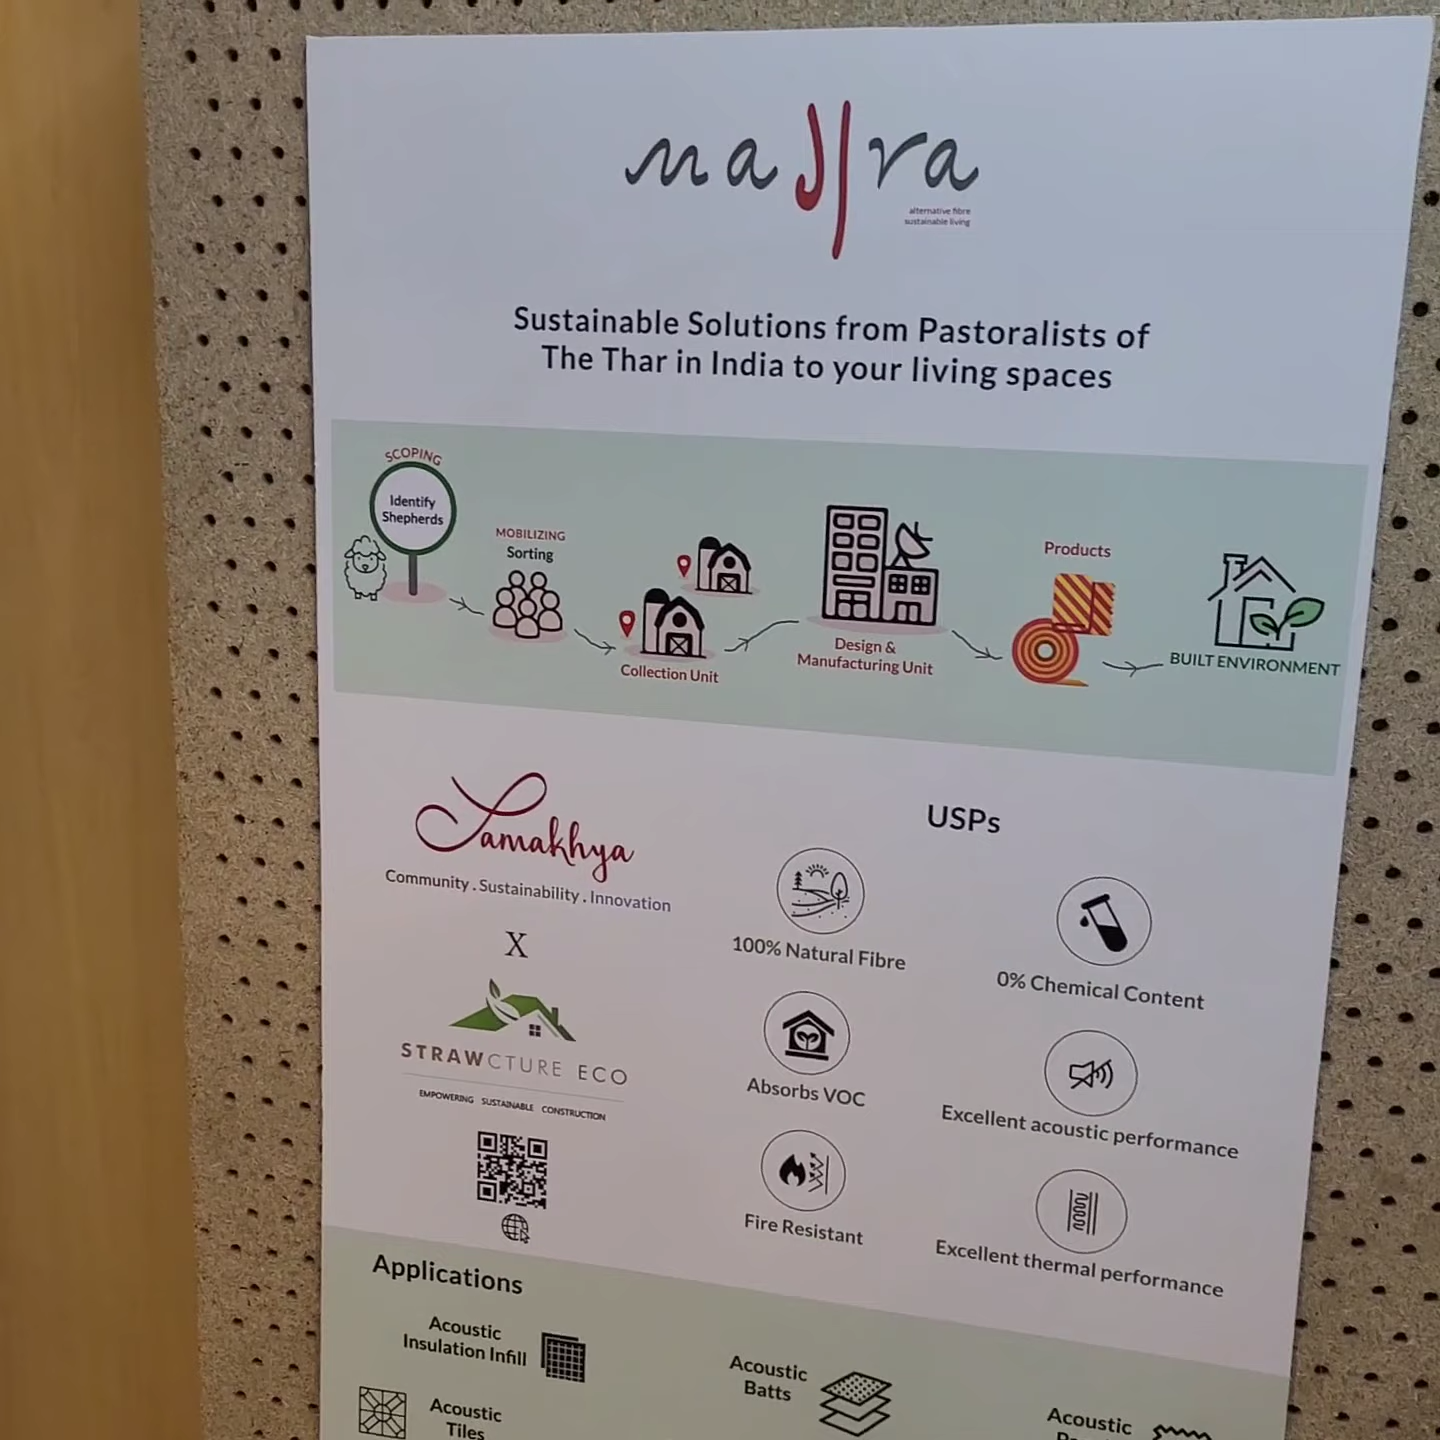 majjra
alternative fibre
sustainable living
Sustainable Solutions from Pastoralists of
The Thar in India to your living spaces
SCOPING
Identify
Shepherds
MOBILIZING
Sorting
Collection Unit
Design &
Manufacturing Unit
Products
BUILT ENVIRONMENT
Samakhya
Community . Sustainability . Innovation
X
STRAWCTURE ECO
EMPOWERING SUSTAINABLE CONSTRUCTION
USPs
100% Natural Fibre
0% Chemical Content
Absorbs VOC
Excellent acoustic performance
Fire Resistant
Excellent thermal performance
Applications
Acoustic
Insulation Infill
Acoustic
Batts
Acoustic
Tiles
Acoustic